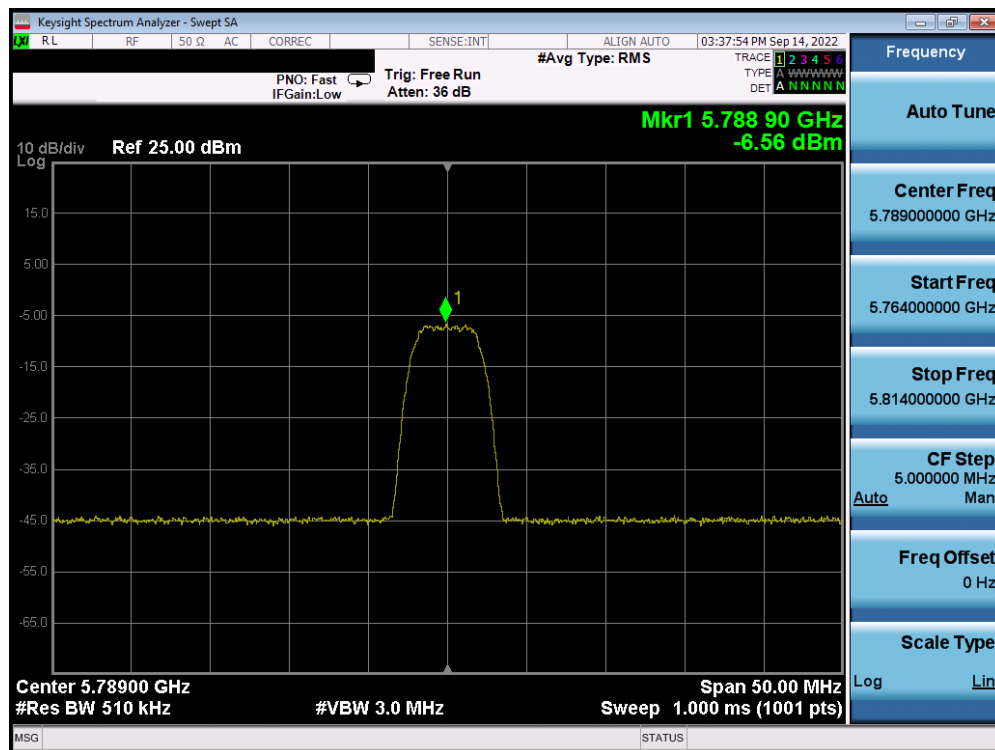 Keysight Spectrum Analyzer - Swept SA
LXI RL RF 50 Ω AC CORREC SENSE:INT ALIGN AUTO 03:37:54 PM Sep 14, 2022
PNO: Fast
IFGain:Low
Trig: Free Run
Atten: 36 dB
#Avg Type: RMS
TRACE 1 2 3 4 5 6
TYPE A WWWWW
DET A N N N N N
Mkr1 5.788 90 GHz
-6.56 dBm
10 dB/div Ref 25.00 dBm
Log
15.0
5.00
-5.00
-15.0
-25.0
-35.0
-45.0
-55.0
-65.0
1
Center 5.78900 GHz Span 50.00 MHz
#Res BW 510 kHz #VBW 3.0 MHz Sweep 1.000 ms (1001 pts)
MSG STATUS
Frequency
Auto Tune
Center Freq
5.789000000 GHz
Start Freq
5.764000000 GHz
Stop Freq
5.814000000 GHz
CF Step
5.000000 MHz
Auto Man
Freq Offset
0 Hz
Scale Type
Log Lin